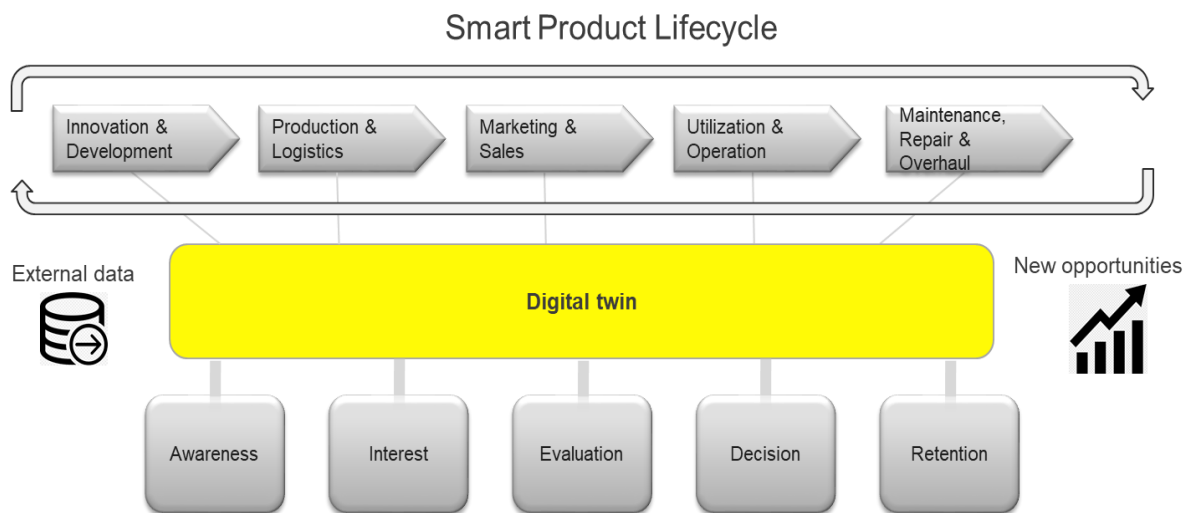 Smart Product Lifecycle
Innovation &
Development
Production &
Logistics
Marketing &
Sales
Utilization &
Operation
Maintenance,
Repair &
Overhaul
External data
Digital twin
New opportunities
Awareness
Interest
Evaluation
Decision
Retention